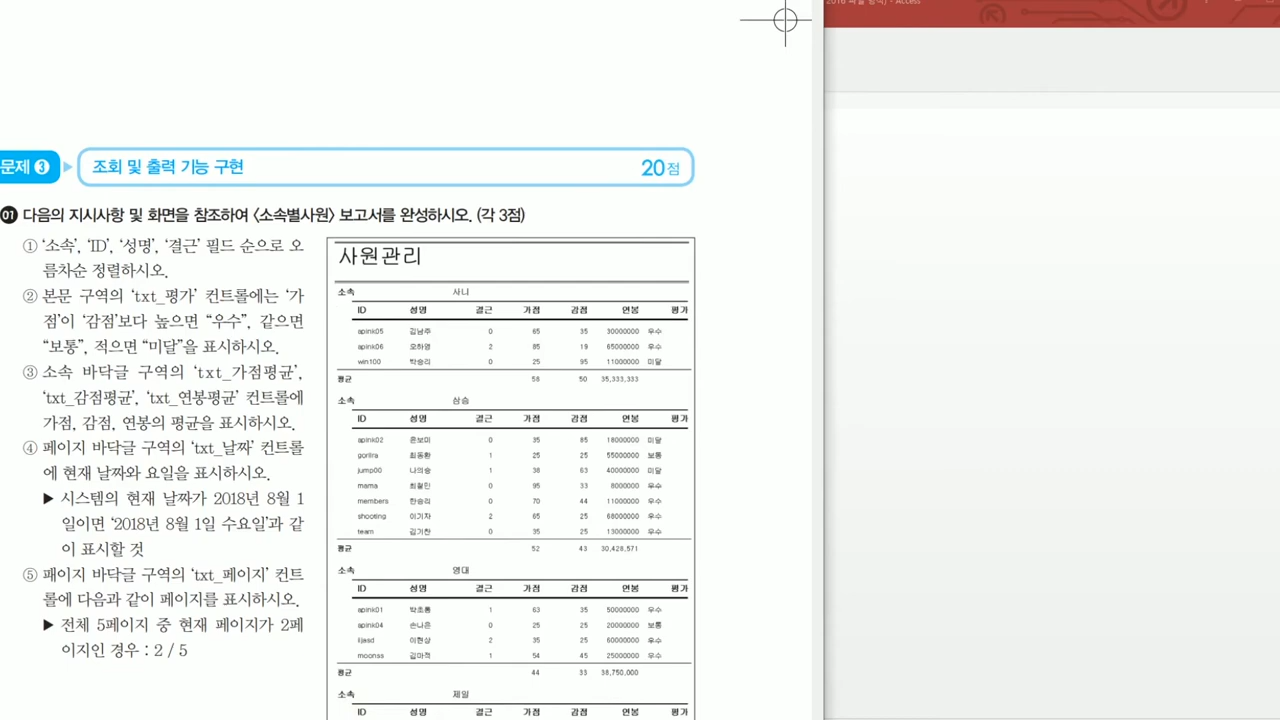 2016 파일 형식) - Access
문제 3
조회 및 출력 기능 구현
20점
01 다음의 지시사항 및 화면을 참조하여 〈소속별사원〉 보고서를 완성하시오. (각 3점)
① '소속', 'ID', '성명', '결근' 필드 순으로 오
름차순 정렬하시오.
② 본문 구역의 'txt_평가' 컨트롤에는 '가
점'이 '감점'보다 높으면 "우수", 같으면
"보통", 적으면 "미달"을 표시하시오.
③ 소속 바닥글 구역의 'txt_가점평균',
'txt_감점평균', 'txt_연봉평균' 컨트롤에
가점, 감점, 연봉의 평균을 표시하시오.
④ 페이지 바닥글 구역의 'txt_날짜' 컨트롤
에 현재 날짜와 요일을 표시하시오.
▶ 시스템의 현재 날짜가 2018년 8월 1
일이면 '2018년 8월 1일 수요일'과 같
이 표시할 것
⑤ 패이지 바닥글 구역의 'txt_페이지' 컨트
롤에 다음과 같이 페이지를 표시하시오.
▶ 전체 5페이지 중 현재 페이지가 2페
이지인 경우 : 2 / 5
사원관리
소속 사니
ID 성명 결근 가점 감점 연봉 평가
apink05 김남주 0 65 35 30000000 우수
apink06 오하영 2 85 19 65000000 우수
win100 박승리 0 25 95 11000000 미달
평균 58 50 35,333,333
소속 상승
ID 성명 결근 가점 감점 연봉 평가
apink02 윤보미 0 35 85 18000000 미달
gorilra 최동환 1 25 25 55000000 보통
jump00 나의승 1 38 63 40000000 미달
mama 최철민 0 95 33 8000000 우수
members 한승리 0 70 44 11000000 우수
shooting 이기자 2 65 25 68000000 우수
team 김기찬 0 35 25 13000000 우수
평균 52 43 30,428,571
소속 영대
ID 성명 결근 가점 감점 연봉 평가
apink01 박초롱 1 63 35 50000000 우수
apink04 손나은 0 25 25 20000000 보통
lijasd 이현상 2 35 25 60000000 우수
moonss 김마적 1 54 45 25000000 우수
평균 44 33 38,750,000
소속 제일
ID 성명 결근 가점 감점 연봉 평가